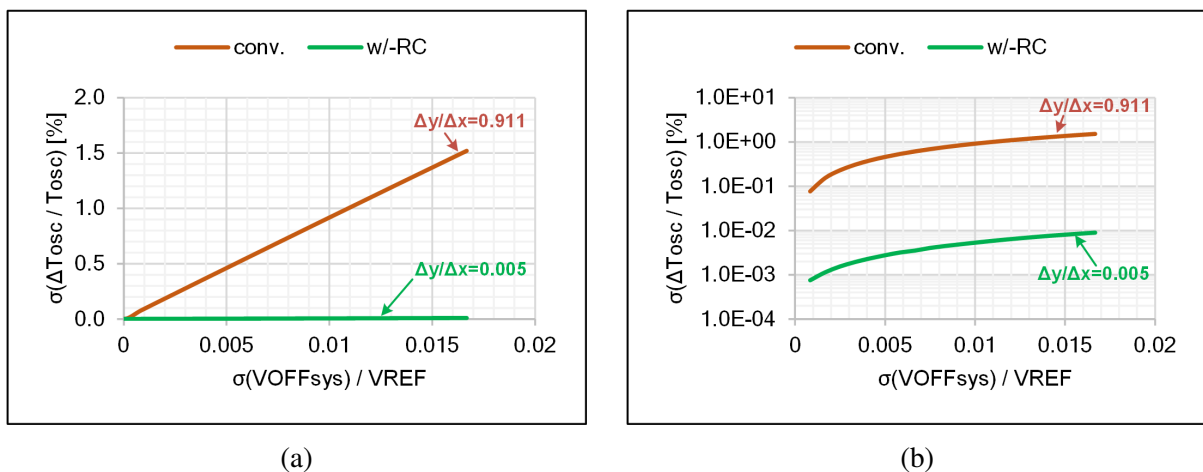 conv. w/-RC
σ(ΔTosc / Tosc) [%]
2.0
1.5
1.0
0.5
0.0
Δy/Δx=0.911
Δy/Δx=0.005
0 0.005 0.01 0.015 0.02
σ(VOFFsys) / VREF
(a)
conv. w/-RC
σ(ΔTosc / Tosc) [%]
1.0E+01
1.0E+00
1.0E-01
1.0E-02
1.0E-03
1.0E-04
Δy/Δx=0.911
Δy/Δx=0.005
0 0.005 0.01 0.015 0.02
σ(VOFFsys) / VREF
(b)